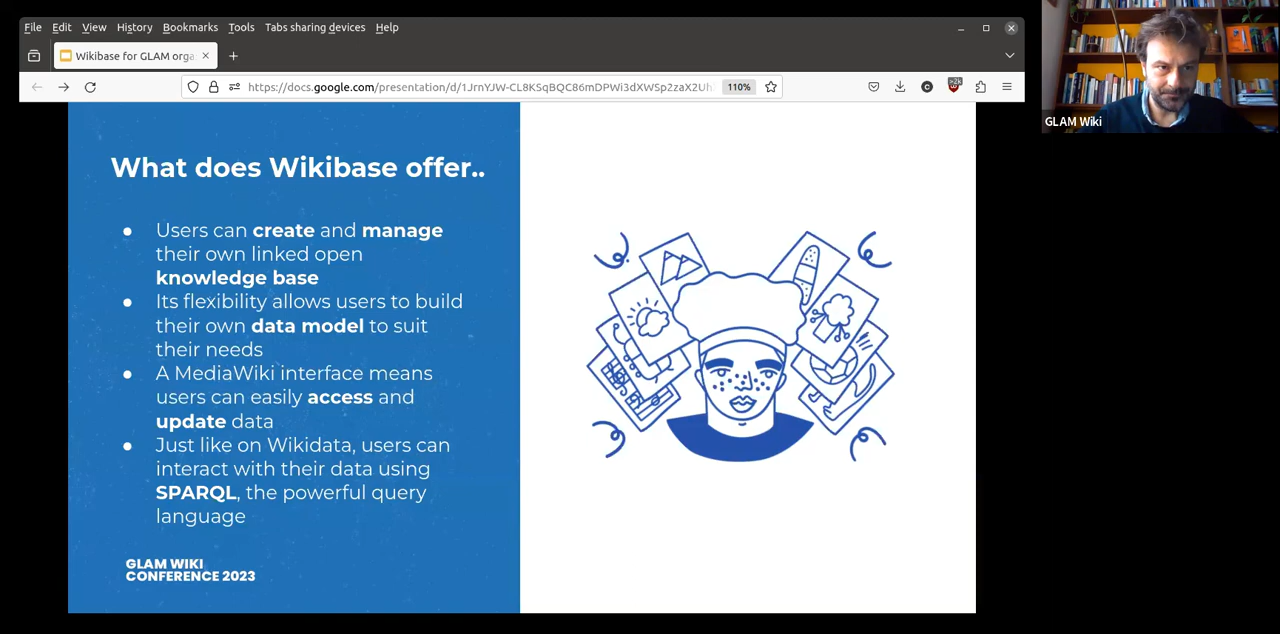 File Edit View History Bookmarks Tools Tabs sharing devices Help
Wikibase for GLAM orga
https://docs.google.com/presentation/d/1JrnYJW-CL8KSqBQC86mDPWi3dXWSp2zaX2Uh
110%
>2k
GLAM Wiki
What does Wikibase offer..
● Users can create and manage
their own linked open
knowledge base
● Its flexibility allows users to build
their own data model to suit
their needs
● A MediaWiki interface means
users can easily access and
update data
● Just like on Wikidata, users can
interact with their data using
SPARQL, the powerful query
language
GLAM WIKI
CONFERENCE 2023